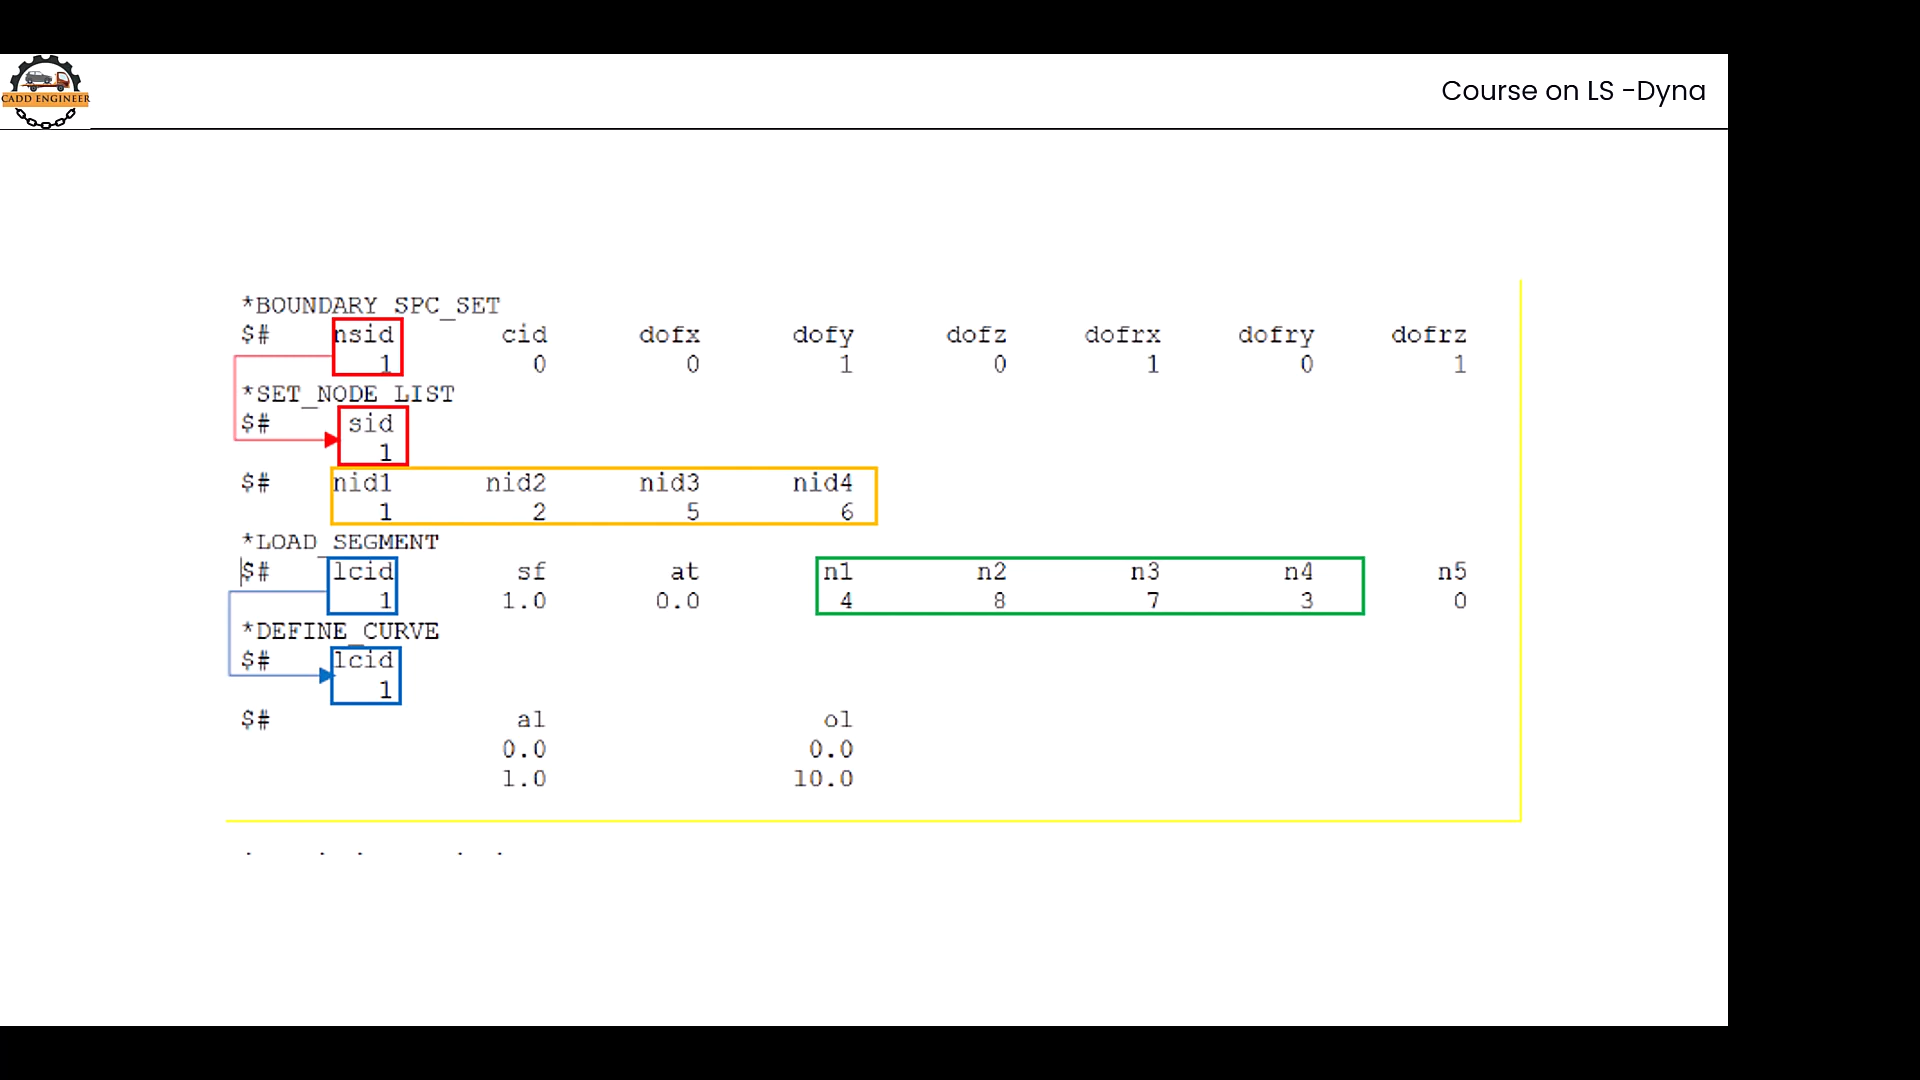 CADD ENGINEER
Course on LS -Dyna
*BOUNDARY_SPC_SET
$# nsid cid dofx dofy dofz dofrx dofry dofrz
1 0 0 1 0 1 0 1
*SET_NODE_LIST
$# sid
1
$# nid1 nid2 nid3 nid4
1 2 5 6
*LOAD_SEGMENT
$# lcid sf at n1 n2 n3 n4 n5
1 1.0 0.0 4 8 7 3 0
*DEFINE_CURVE
$# lcid
1
$# a1 o1
0.0 0.0
1.0 10.0